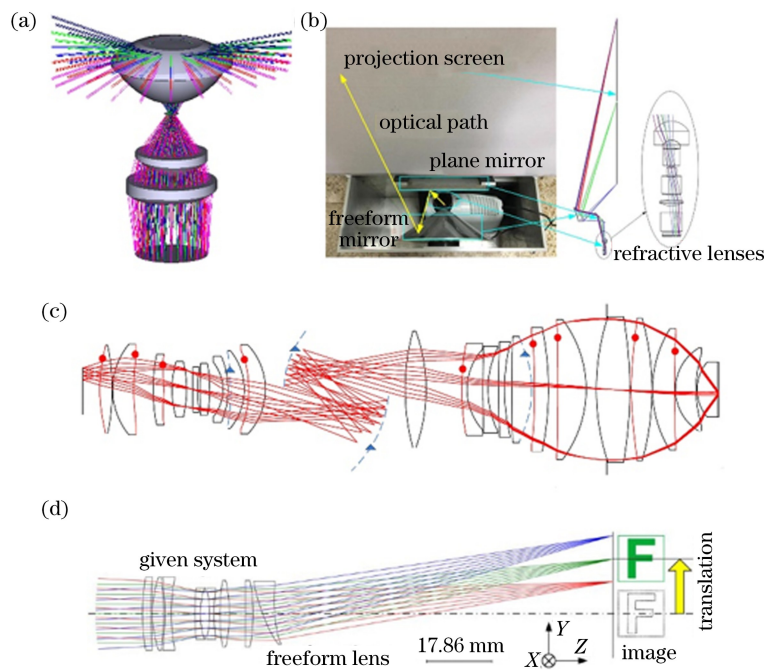 (a)
(b)
projection screen
optical path
plane mirror
freeform
mirror
refractive lenses
(c)
(d)
given system
F
F
translation
freeform lens
17.86 mm
Y
Z
X
image